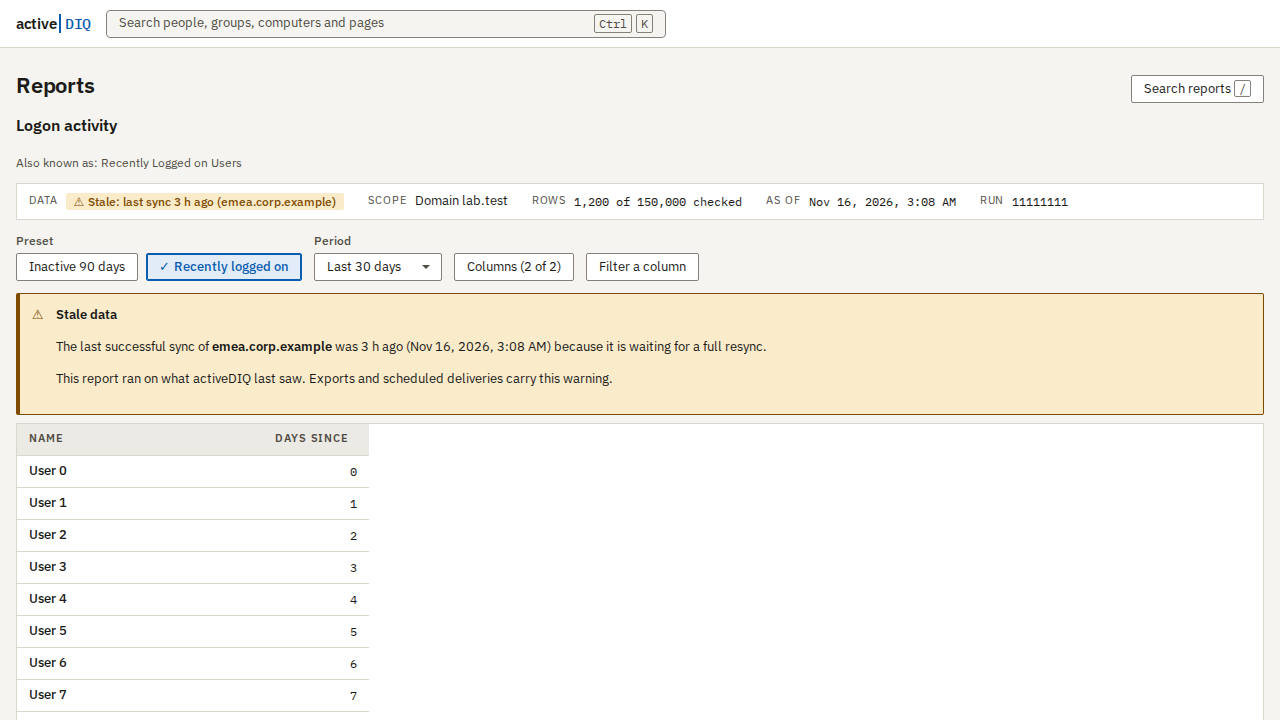 active DIQ Search people, groups, computers and pages Ctrl K
Reports
Search reports /
Logon activity
Also known as: Recently Logged on Users
DATA ⚠ Stale: last sync 3 h ago (emea.corp.example) SCOPE Domain lab.test ROWS 1,200 of 150,000 checked AS OF Nov 16, 2026, 3:08 AM RUN 11111111
Preset Period
Inactive 90 days ✓ Recently logged on Last 30 days Columns (2 of 2) Filter a column
⚠ Stale data
The last successful sync of emea.corp.example was 3 h ago (Nov 16, 2026, 3:08 AM) because it is waiting for a full resync.
This report ran on what activeDIQ last saw. Exports and scheduled deliveries carry this warning.
NAME DAYS SINCE
User 0 0
User 1 1
User 2 2
User 3 3
User 4 4
User 5 5
User 6 6
User 7 7